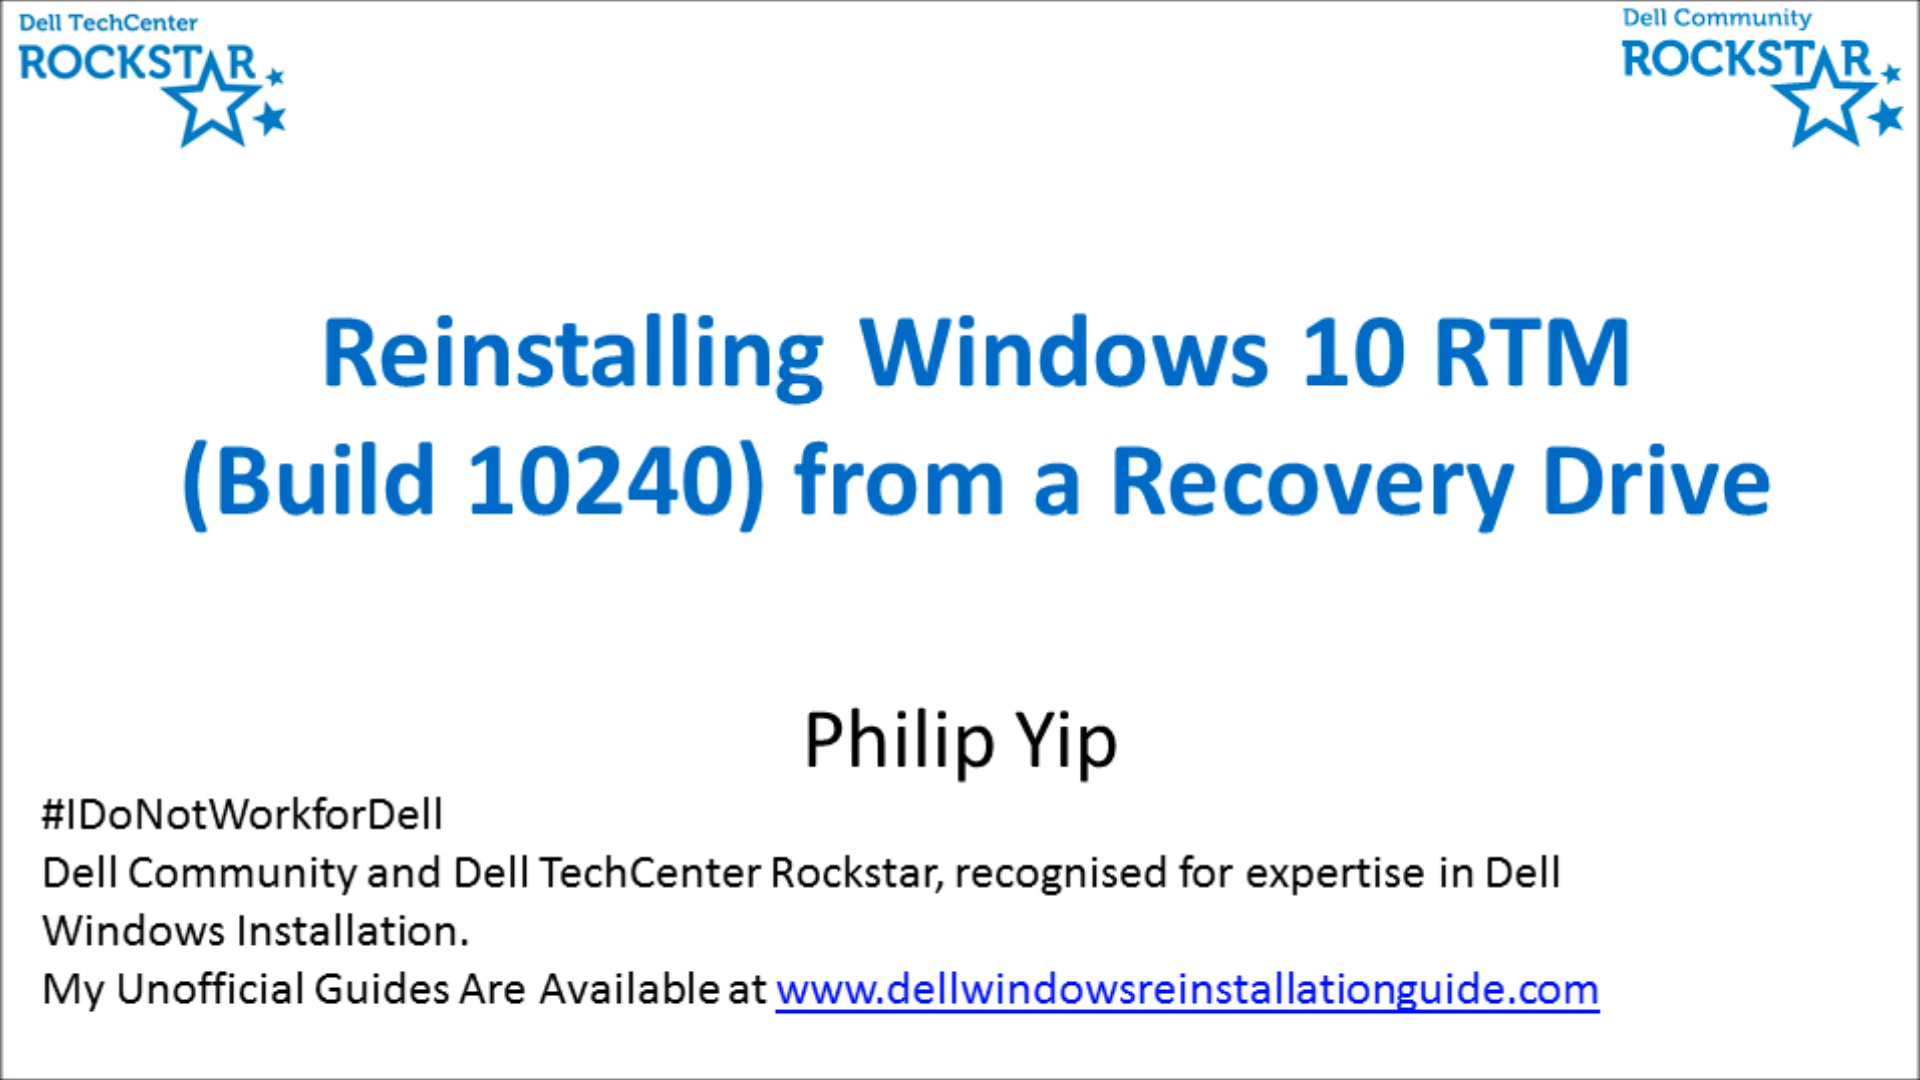 Dell TechCenter
ROCKSTAR
Dell Community
ROCKSTAR
Reinstalling Windows 10 RTM
(Build 10240) from a Recovery Drive
Philip Yip
#IDoNotWorkforDell
Dell Community and Dell TechCenter Rockstar, recognised for expertise in Dell
Windows Installation.
My Unofficial Guides Are Available at www.dellwindowsreinstallationguide.com